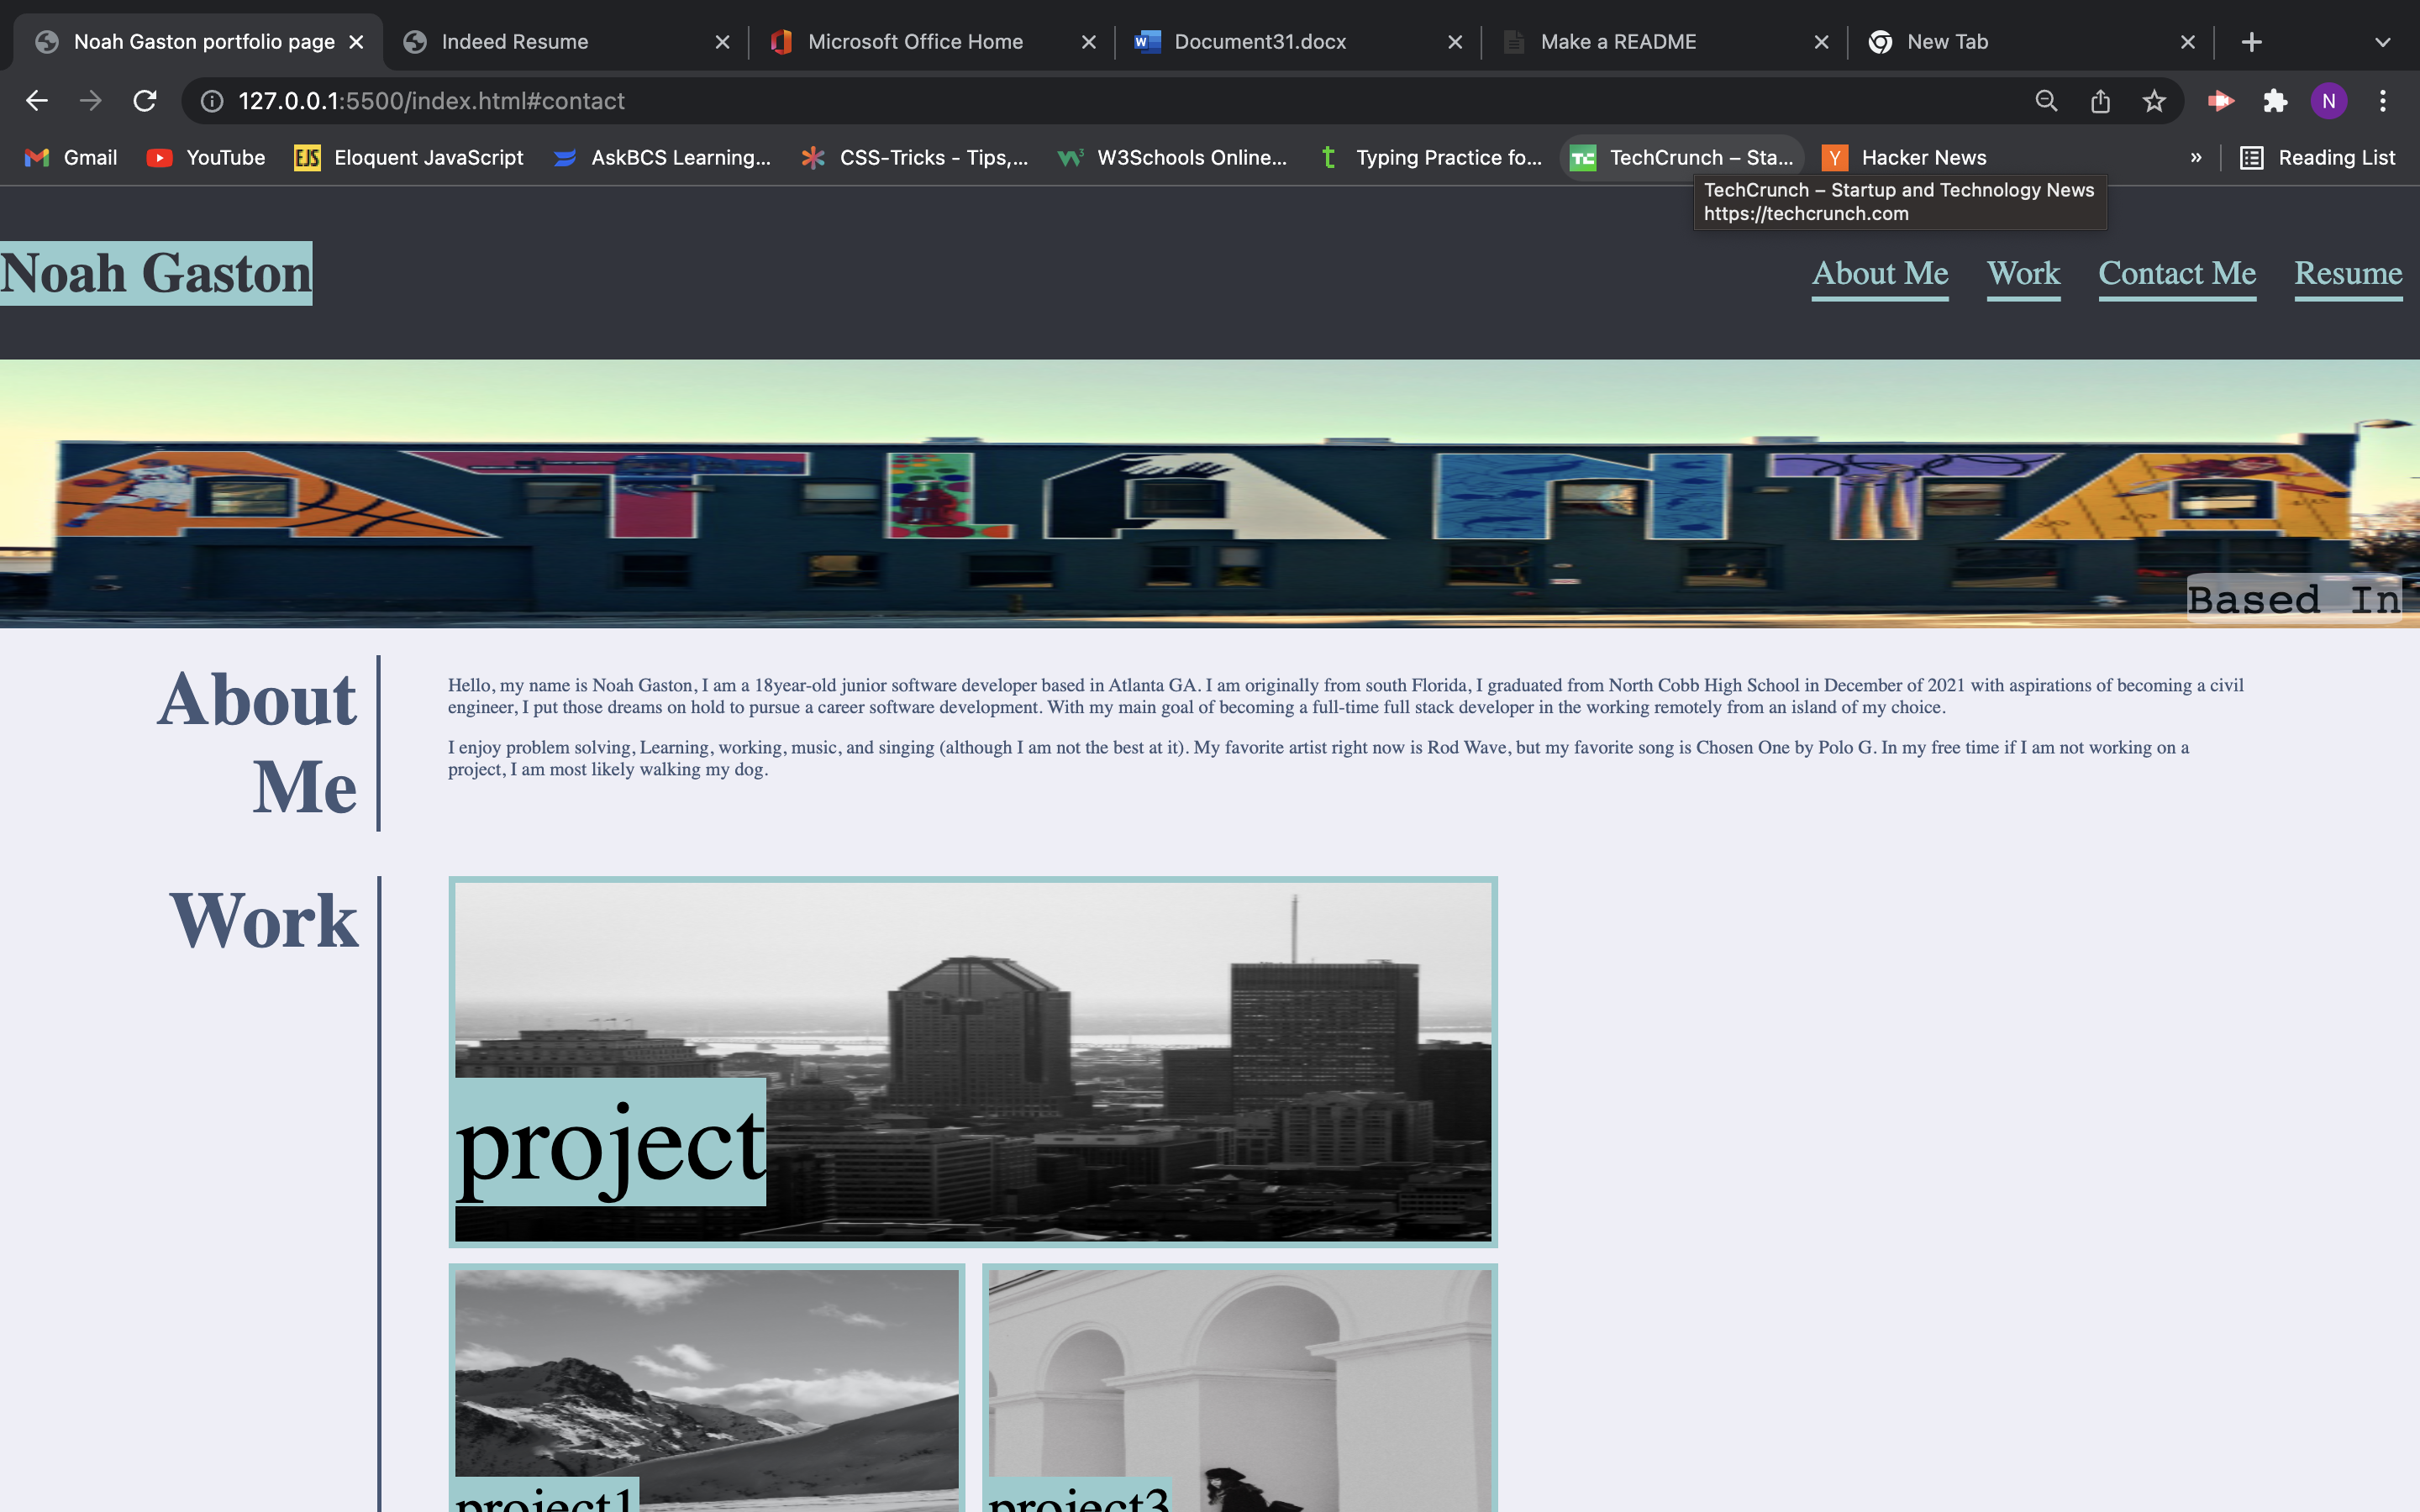 Noah Gaston portfolio page
Indeed Resume
Microsoft Office Home
Document31.docx
Make a README
New Tab
127.0.0.1:5500/index.html#contact
N
Gmail
YouTube
EJS
Eloquent JavaScript
AskBCS Learning...
CSS-Tricks - Tips,...
W3Schools Online...
Typing Practice fo...
TechCrunch – Sta...
Hacker News
»
Reading List
TechCrunch – Startup and Technology News
https://techcrunch.com
Noah Gaston
About Me
Work
Contact Me
Resume
ATLANTA
Based In
About
Me
Hello, my name is Noah Gaston, I am a 18year-old junior software developer based in Atlanta GA. I am originally from south Florida, I graduated from North Cobb High School in December of 2021 with aspirations of becoming a civil
engineer, I put those dreams on hold to pursue a career software development. With my main goal of becoming a full-time full stack developer in the working remotely from an island of my choice.
I enjoy problem solving, Learning, working, music, and singing (although I am not the best at it). My favorite artist right now is Rod Wave, but my favorite song is Chosen One by Polo G. In my free time if I am not working on a
project, I am most likely walking my dog.
Work
project
project1
project3